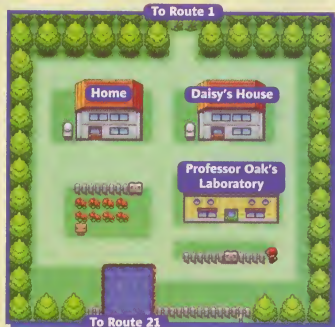 To Route 1
Home
Daisy's House
Professor Oak's
Laboratory
To Route 21